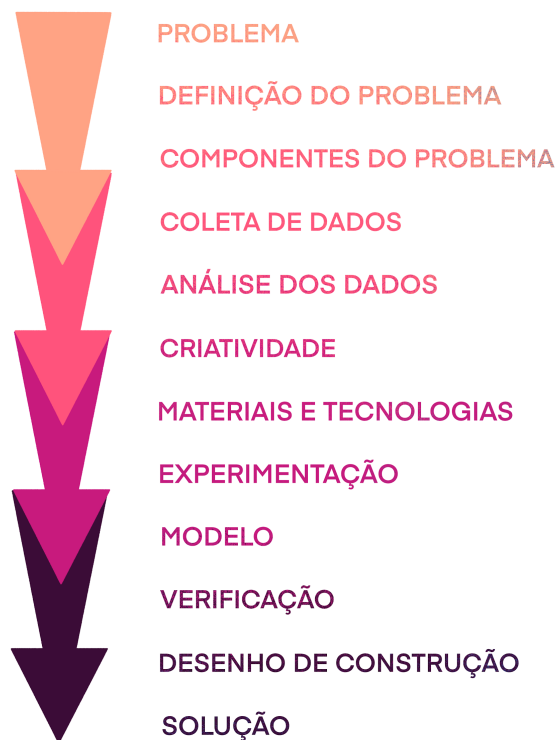 PROBLEMA
DEFINIÇÃO DO PROBLEMA
COMPONENTES DO PROBLEMA
COLETA DE DADOS
ANÁLISE DOS DADOS
CRIATIVIDADE
MATERIAIS E TECNOLOGIAS
EXPERIMENTAÇÃO
MODELO
VERIFICAÇÃO
DESENHO DE CONSTRUÇÃO
SOLUÇÃO